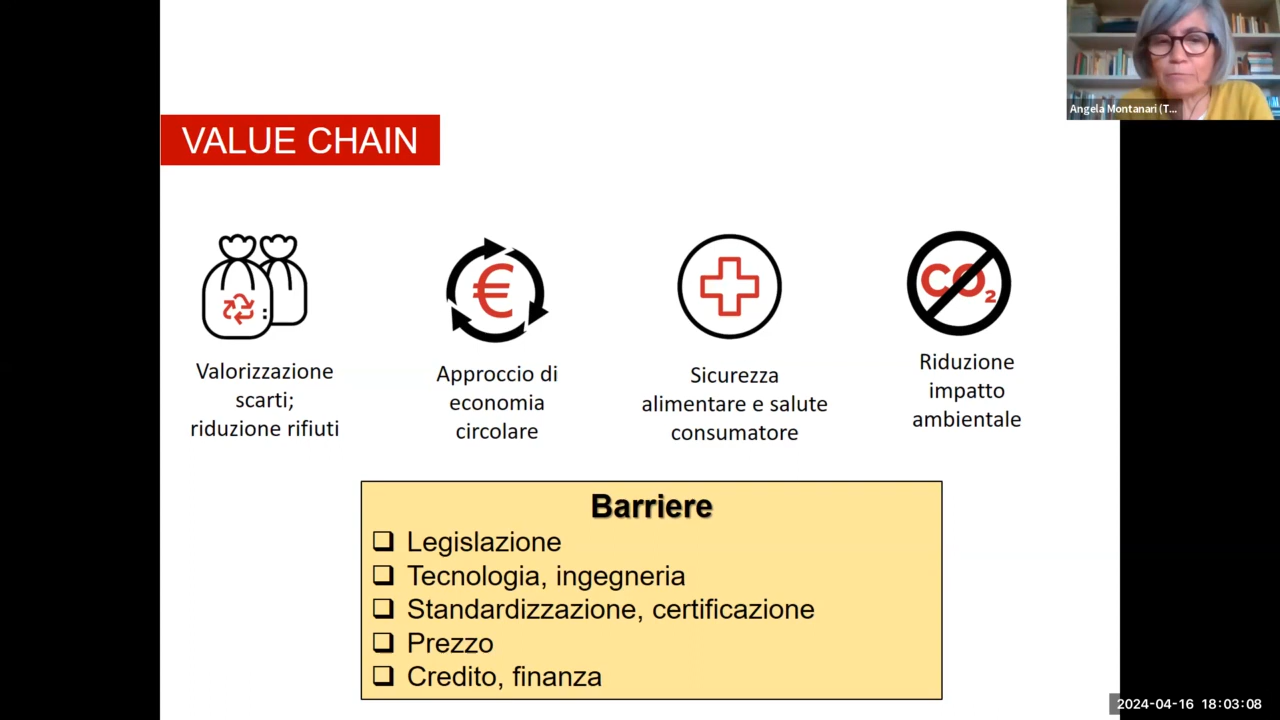 Angela Montanari (T...
VALUE CHAIN
€
CO₂
Valorizzazione
scarti;
riduzione rifiuti
Approccio di
economia
circolare
Sicurezza
alimentare e salute
consumatore
Riduzione
impatto
ambientale
Barriere
❑ Legislazione
❑ Tecnologia, ingegneria
❑ Standardizzazione, certificazione
❑ Prezzo
❑ Credito, finanza
2024-04-16 18:03:08